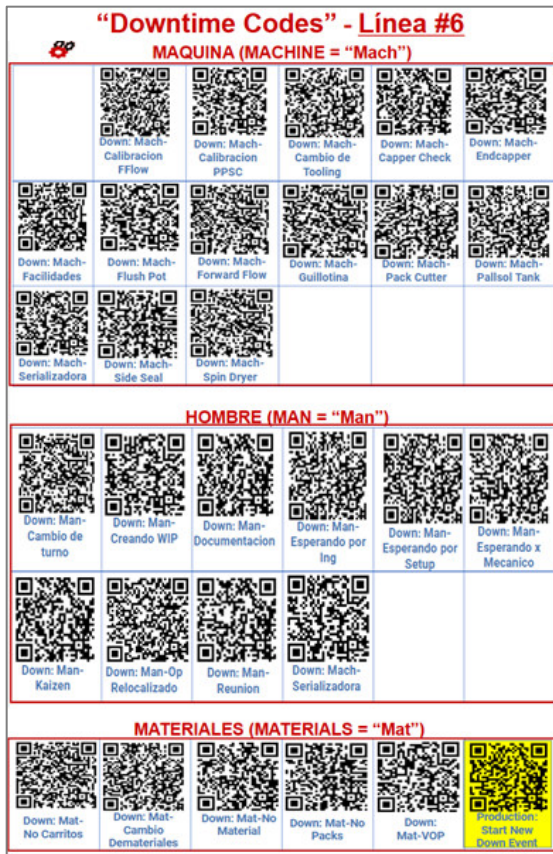 “Downtime Codes” - Línea #6
MAQUINA (MACHINE = “Mach”)
Down: Mach-
Calibracion
FFlow
Down: Mach-
Calibracion
PPSC
Down: Mach-
Cambio de
Tooling
Down: Mach-
Capper Check
Down: Mach-
Endcapper
Down: Mach-
Facilidades
Down: Mach-
Flush Pot
Down: Mach-
Forward Flow
Down: Mach-
Guillotina
Down: Mach-
Pack Cutter
Down: Mach-
Pallsol Tank
Down: Mach-
Serializadora
Down: Mach-
Side Seal
Down: Mach-
Spin Dryer
HOMBRE (MAN = “Man”)
Down: Man-
Cambio de
turno
Down: Man-
Creando WIP
Down: Man-
Documentacion
Down: Man-
Esperando por
Ing
Down: Man-
Esperando por
Setup
Down: Man-
Esperando x
Mecanico
Down: Man-
Kaizen
Down: Man-Op
Relocalizado
Down: Man-
Reunion
Down: Mach-
Serializadora
MATERIALES (MATERIALS = “Mat”)
Down: Mat-
No Carritos
Down: Mat-
Cambio
Demateriales
Down: Mat-No
Material
Down: Mat-No
Packs
Down:
Mat-VOP
Production:
Start New
Down Event